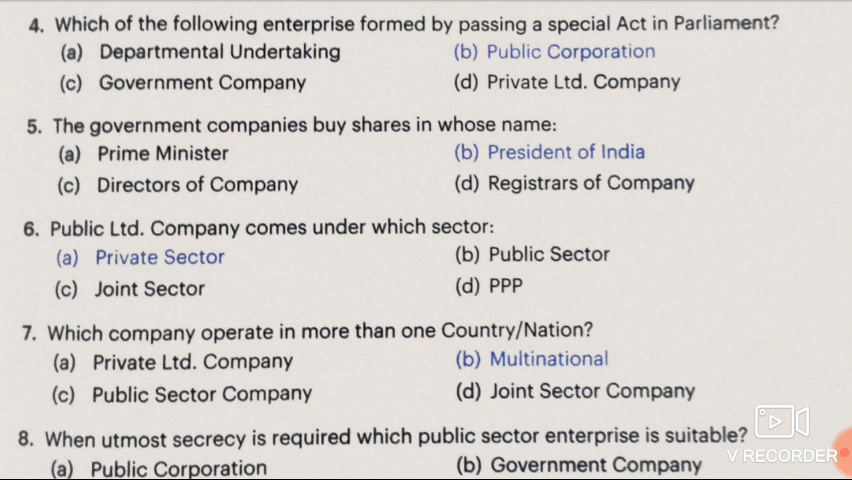 4. Which of the following enterprise formed by passing a special Act in Parliament?
(a) Departmental Undertaking (b) Public Corporation
(c) Government Company (d) Private Ltd. Company
5. The government companies buy shares in whose name:
(a) Prime Minister (b) President of India
(c) Directors of Company (d) Registrars of Company
6. Public Ltd. Company comes under which sector:
(a) Private Sector (b) Public Sector
(c) Joint Sector (d) PPP
7. Which company operate in more than one Country/Nation?
(a) Private Ltd. Company (b) Multinational
(c) Public Sector Company (d) Joint Sector Company
8. When utmost secrecy is required which public sector enterprise is suitable?
(a) Public Corporation (b) Government Company
V RECORDER